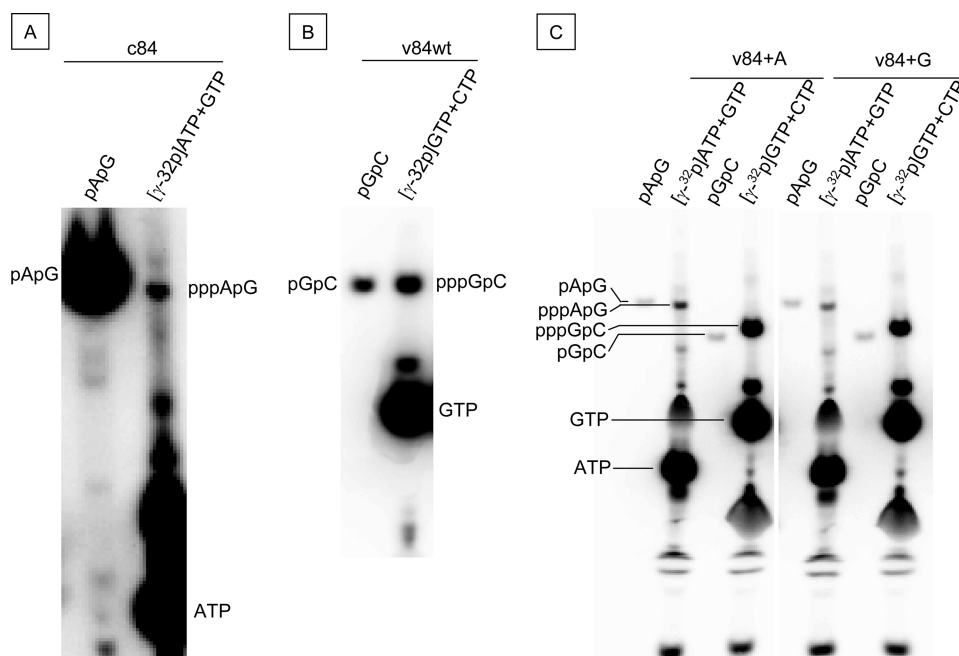 A
c84
pApG
[γ-32p]ATP+GTP
pApG
pppApG
ATP
B
v84wt
pGpC
[γ-32p]GTP+CTP
pGpC
pppGpC
GTP
C
v84+A
v84+G
pApG
[γ-³²p]ATP+GTP
pGpC
[γ-³²p]GTP+CTP
pApG
[γ-³²p]ATP+GTP
pGpC
[γ-³²p]GTP+CTP
pApG
pppApG
pppGpC
pGpC
GTP
ATP